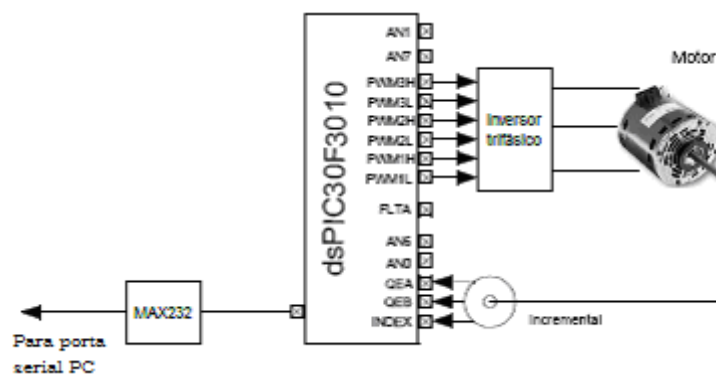 AN1
AN7
Motor
PWM3H
PWM3L
PWM2H
PWM2L
PWM1H
PWM1L
Inversor
trifásico
dsPIC30F3010
FLTA
AN6
AN0
QEA
QEB
INDEX
Incremental
MAX232
Para porta
serial PC